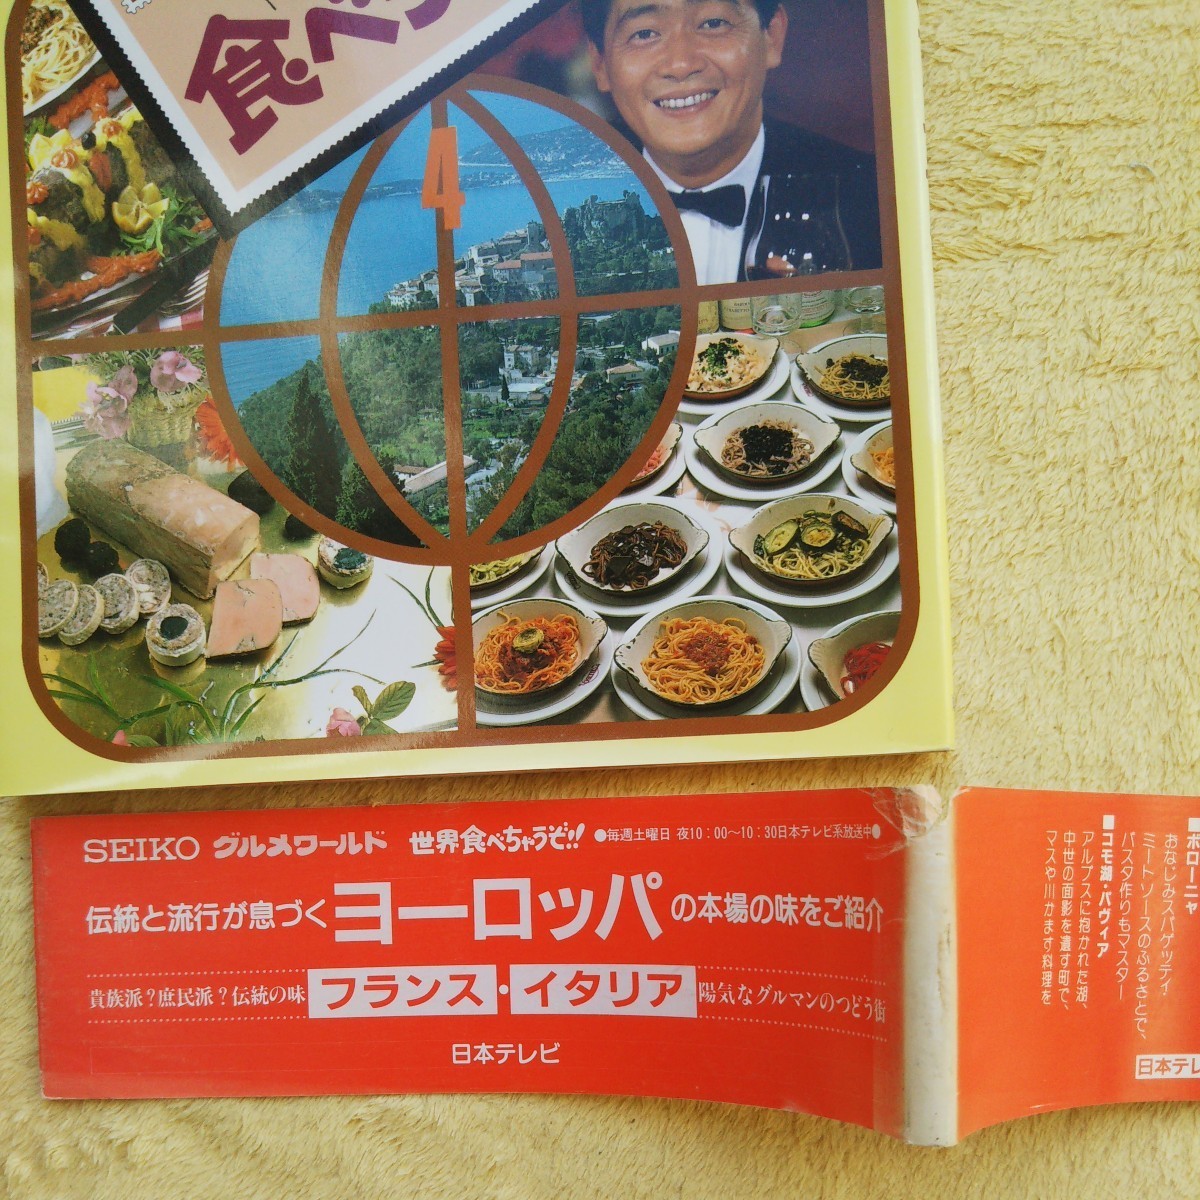 食べ
4
SEIKO グルメワールド 世界食べちゃうぞ!! ●毎週土曜日 夜10:00〜10:30日本テレビ系放送中●
伝統と流行が息づくヨーロッパの本場の味をご紹介
貴族派?庶民派?伝統の味 フランス・イタリア 陽気なグルマンのつどう街
日本テレビ
■ボローニャ
おなじみスパゲッティ・
ミートソースのふるさとで、
パスタ作りもマスター
■コモ湖・パヴィア
アルプスに抱かれた湖、
中世の面影を遺す町で、
マスや川かます料理を
日本テレ